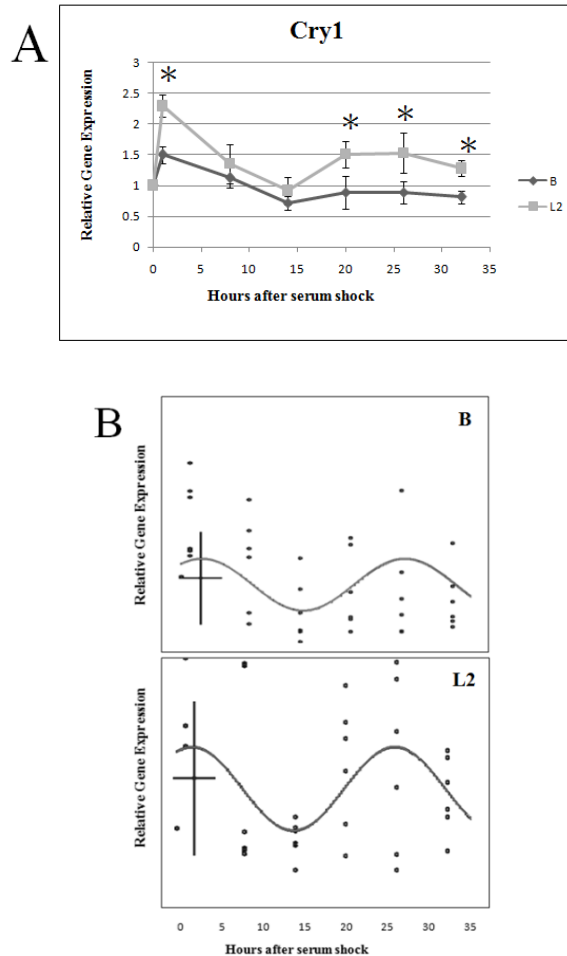 A
Cry1
Relative Gene Expression
3
2.5
2
1.5
1
0.5
0
* * * *
0 5 10 15 20 25 30 35
Hours after serum shock
B
L2
B
B
Relative Gene Expression
L2
Relative Gene Expression
0 5 10 15 20 25 30 35
Hours after serum shock